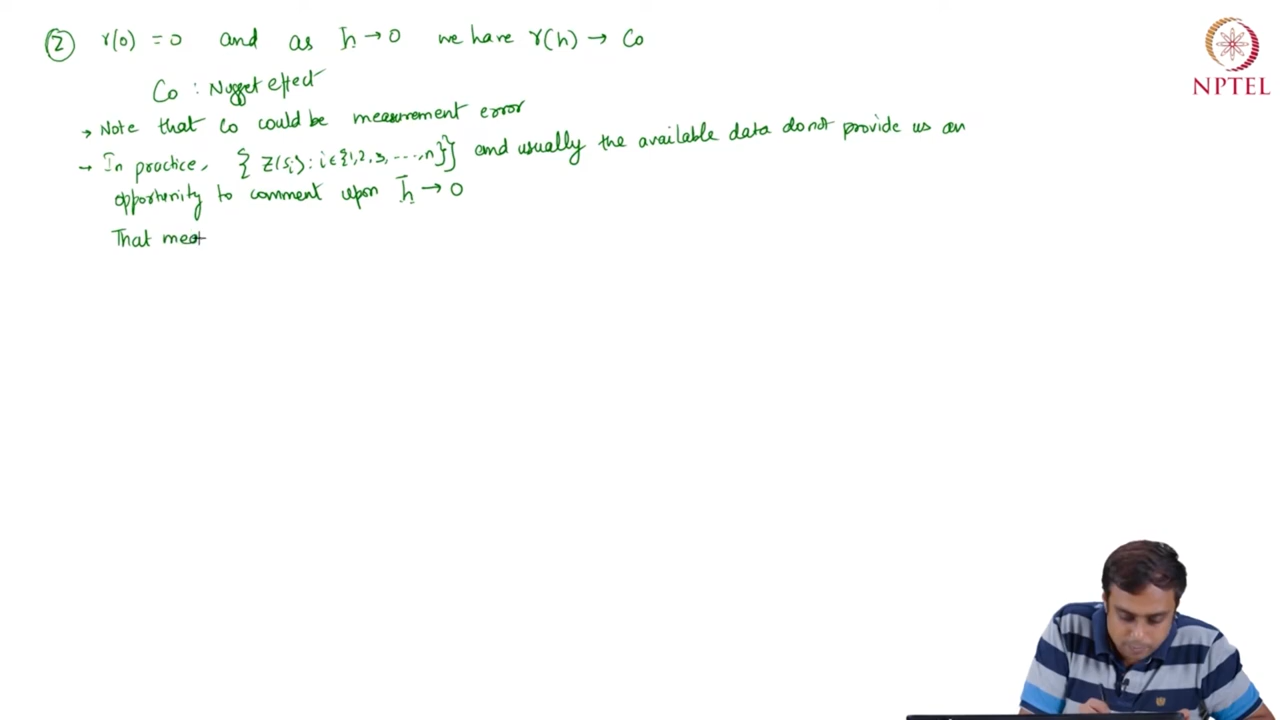 ② γ(0) = 0 and as h → 0 we have γ(h) → C₀
C₀ : Nugget effect
→ Note that C₀ could be measurement error
→ In practice, { Z(sᵢ) : i ∈ {1, 2, 3, ...., n} } and usually the available data do not provide us an
opportunity to comment upon h̄ → 0
That mea
NPTEL